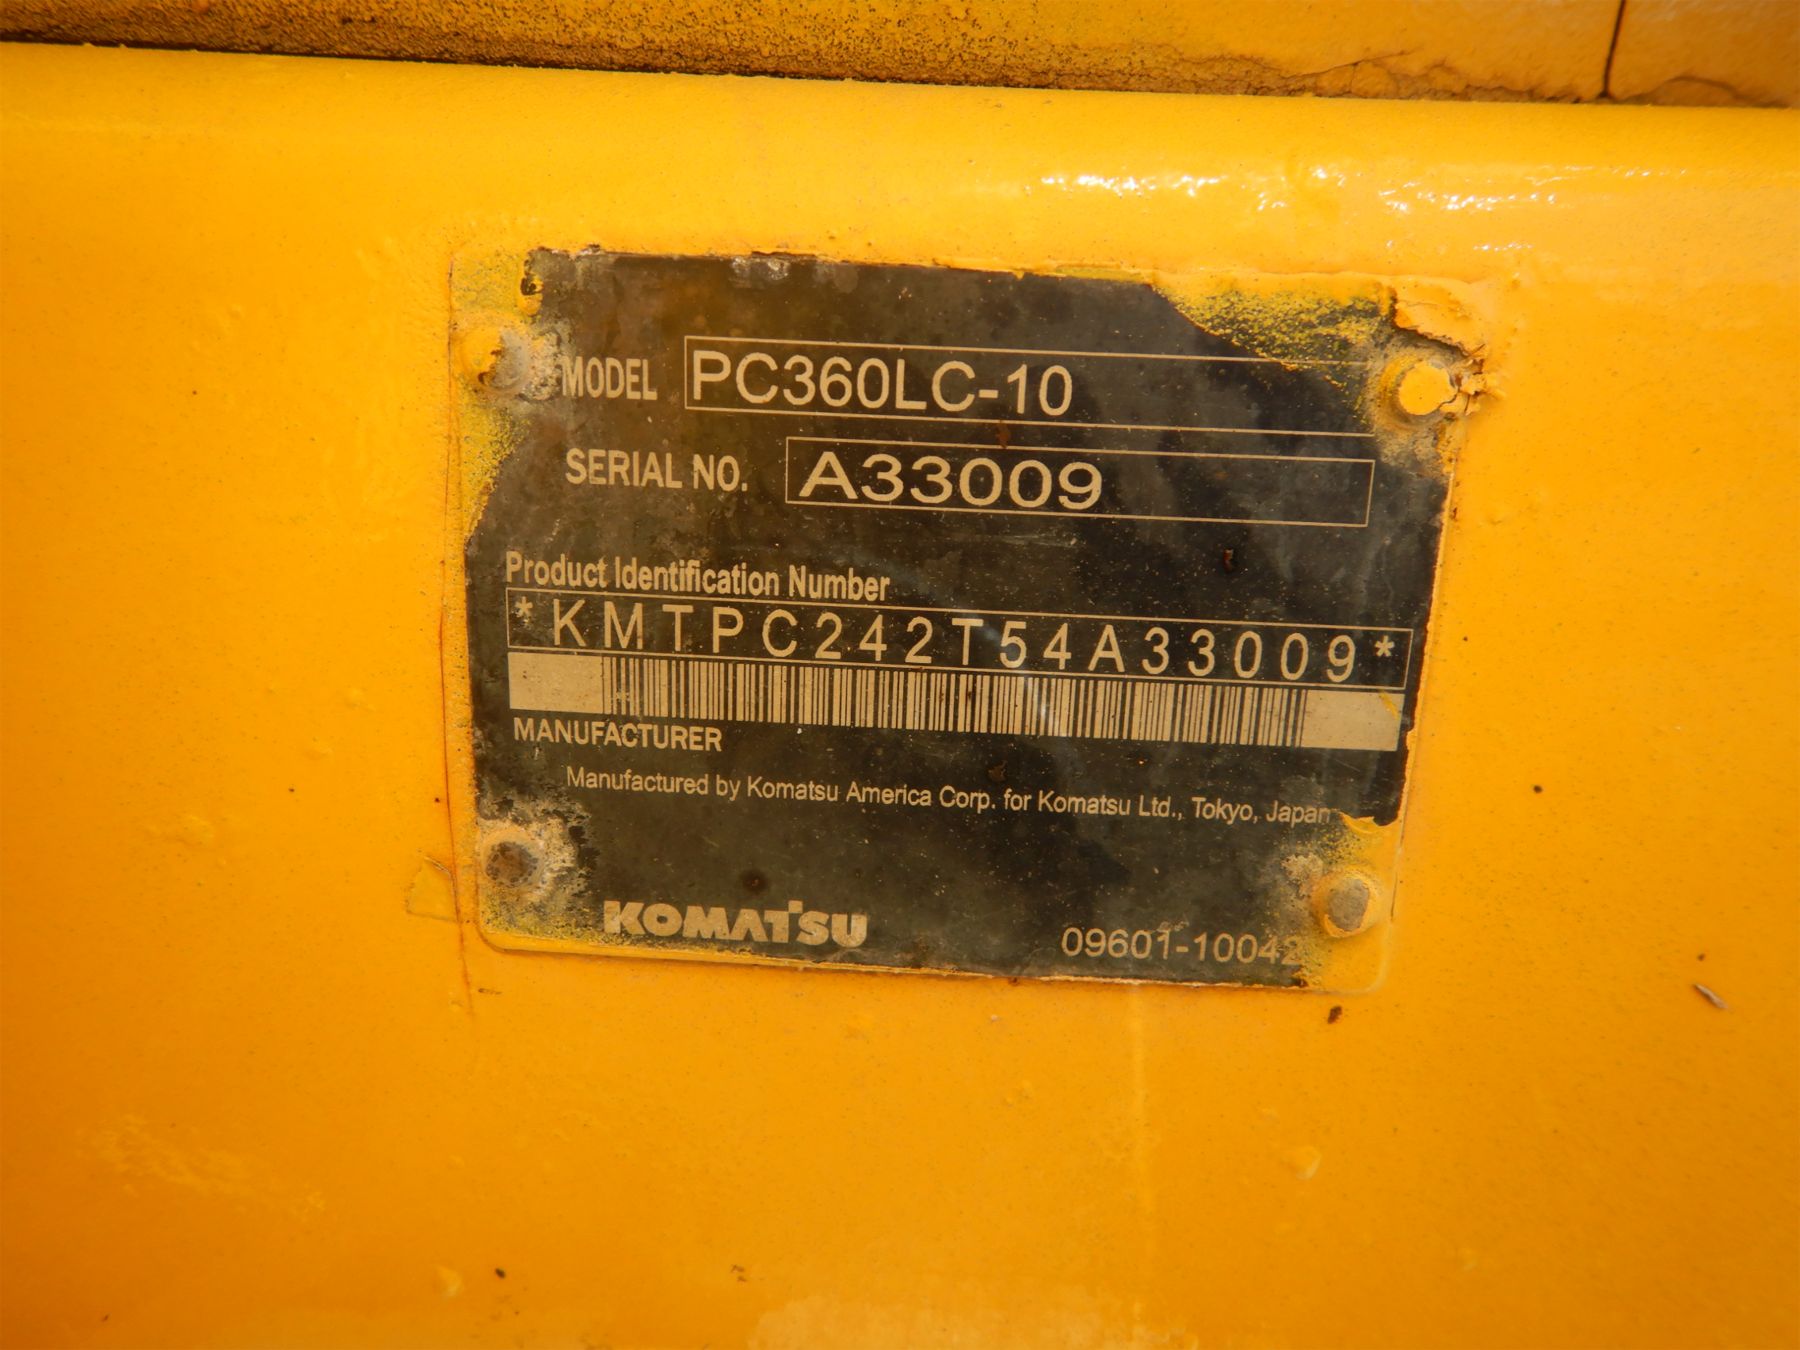 MODEL PC360LC-10
SERIAL NO. A33009
Product Identification Number
*KMTPC242T54A33009*
MANUFACTURER
Manufactured by Komatsu America Corp. for Komatsu Ltd., Tokyo, Japan
KOMATSU 09601-10042